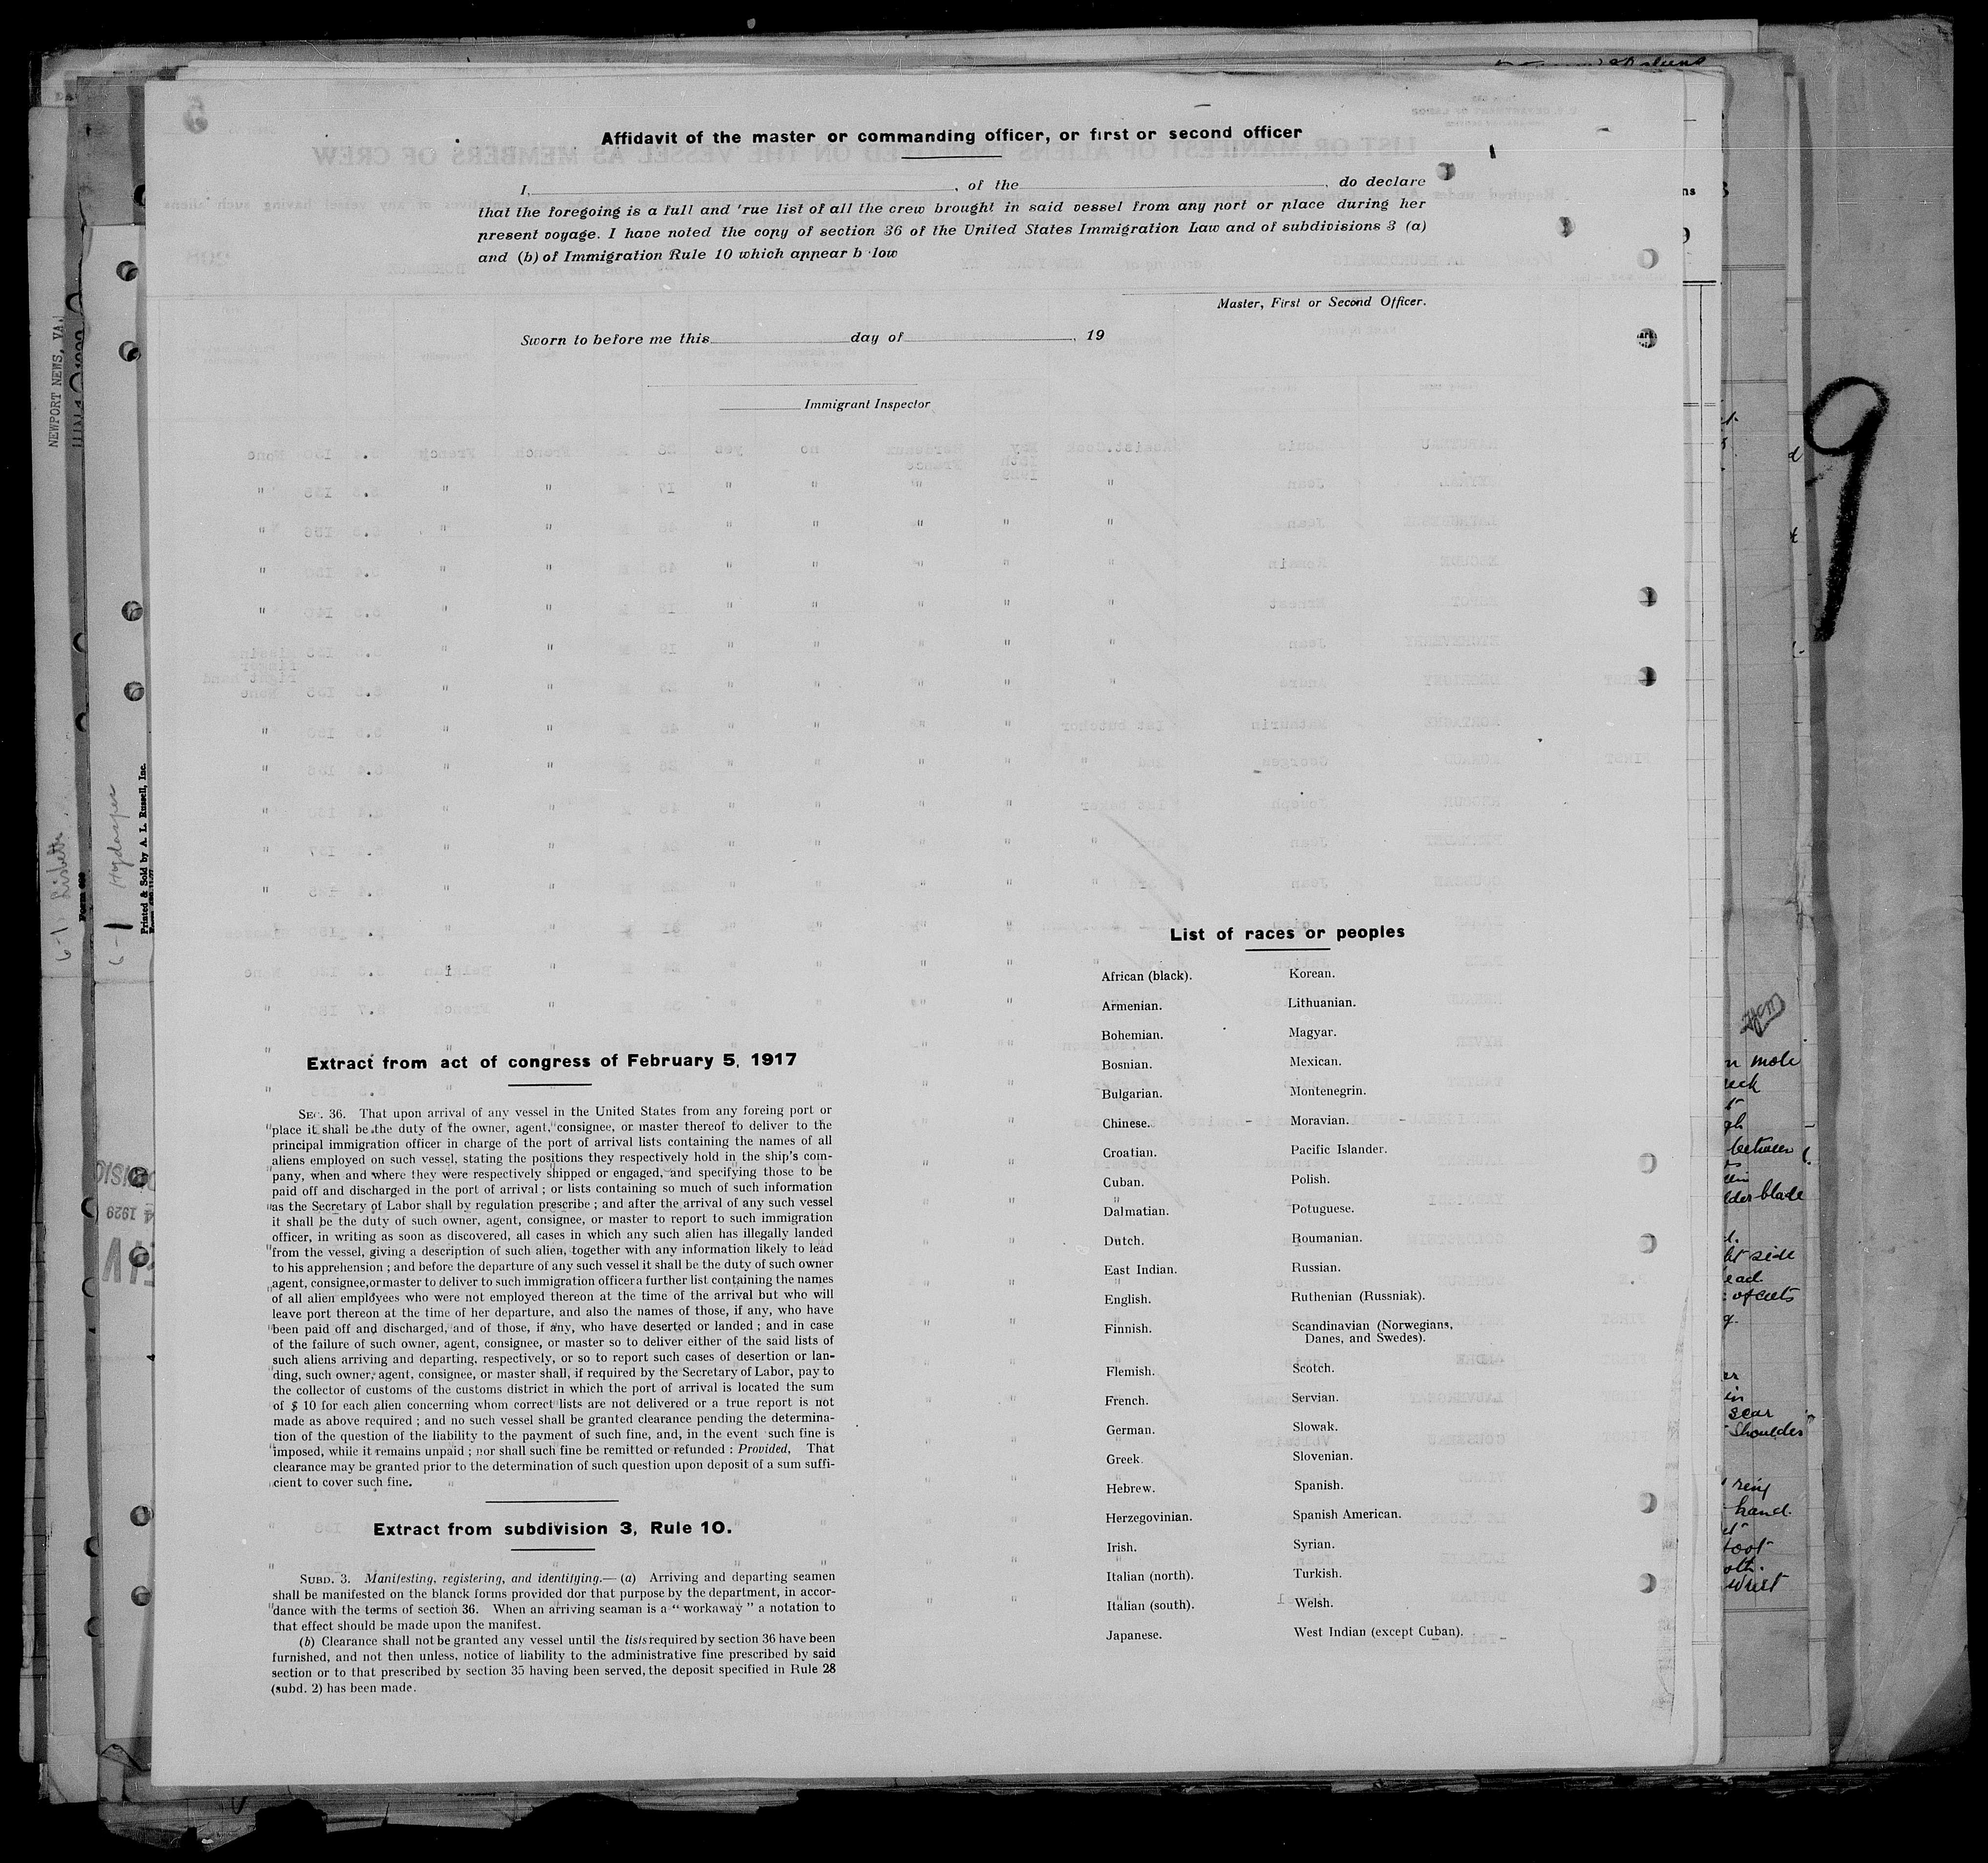 Affidavit of the master or commanding officer, or first or second officer
I, , of the , do declare
that the foregoing is a full and 'rue list of all the crew brought in said vessel from any port or place during her
present voyage. I have noted the copy of section 36 of the United States Immigration Law and of subdivisions 3 (a)
and (b) of Immigration Rule 10 which appear b low
Master, First or Second Officer.
Sworn to before me this day of , 19
Immigrant Inspector
9
NEWPORT NEWS, VA.
Printed & Sold by A. L. Russell, Inc.
6-1 Hydaspes
List of races or peoples
African (black).
Armenian.
Bohemian.
Bosnian.
Bulgarian.
Chinese.
Croatian.
Cuban.
Dalmatian.
Dutch.
East Indian.
English.
Finnish.
Flemish.
French.
German.
Greek.
Hebrew.
Herzegovinian.
Irish.
Italian (north).
Italian (south).
Japanese.
Korean.
Lithuanian.
Magyar.
Mexican.
Montenegrin.
Moravian.
Pacific Islander.
Polish.
Potuguese.
Roumanian.
Russian.
Ruthenian (Russniak).
Scandinavian (Norwegians,
Danes, and Swedes).
Scotch.
Servian.
Slowak.
Slovenian.
Spanish.
Spanish American.
Syrian.
Turkish.
Welsh.
West Indian (except Cuban).
Extract from act of congress of February 5, 1917
SEC. 36. That upon arrival of any vessel in the United States from any foreing port or
place it shall be the duty of the owner, agent, consignee, or master thereof to deliver to the
principal immigration officer in charge of the port of arrival lists containing the names of all
aliens employed on such vessel, stating the positions they respectively hold in the ship's com-
pany, when and where they were respectively shipped or engaged, and specifying those to be
paid off and discharged in the port of arrival ; or lists containing so much of such information
as the Secretary of Labor shall by regulation prescribe ; and after the arrival of any such vessel
it shall be the duty of such owner, agent, consignee, or master to report to such immigration
officer, in writing as soon as discovered, all cases in which any such alien has illegally landed
from the vessel, giving a description of such alien, together with any information likely to lead
to his apprehension ; and before the departure of any such vessel it shall be the duty of such owner
agent, consignee, or master to deliver to such immigration officer a further list containing the names
of all alien employees who were not employed thereon at the time of the arrival but who will
leave port thereon at the time of her departure, and also the names of those, if any, who have
been paid off and discharged, and of those, if any, who have deserted or landed ; and in case
of the failure of such owner, agent, consignee, or master so to deliver either of the said lists of
such aliens arriving and departing, respectively, or so to report such cases of desertion or lan-
ding, such owner, agent, consignee, or master shall, if required by the Secretary of Labor, pay to
the collector of customs of the customs district in which the port of arrival is located the sum
of $ 10 for each alien concerning whom correct lists are not delivered or a true report is not
made as above required ; and no such vessel shall be granted clearance pending the determina-
tion of the question of the liability to the payment of such fine, and, in the event such fine is
imposed, while it remains unpaid ; nor shall such fine be remitted or refunded : Provided, That
clearance may be granted prior to the determination of such question upon deposit of a sum suffi-
cient to cover such fine.
Extract from subdivision 3, Rule 10.
SUBD. 3. Manifesting, registering, and identifying.— (a) Arriving and departing seamen
shall be manifested on the blanck forms provided dor that purpose by the department, in accor-
dance with the terms of section 36. When an arriving seaman is a " workaway " a notation to
that effect should be made upon the manifest.
(b) Clearance shall not be granted any vessel until the lists required by section 36 have been
furnished, and not then unless, notice of liability to the administrative fine prescribed by said
section or to that prescribed by section 35 having been served, the deposit specified in Rule 28
(subd. 2) has been made.
mole
between
blade
side
scar
shoulder
ring
hand.